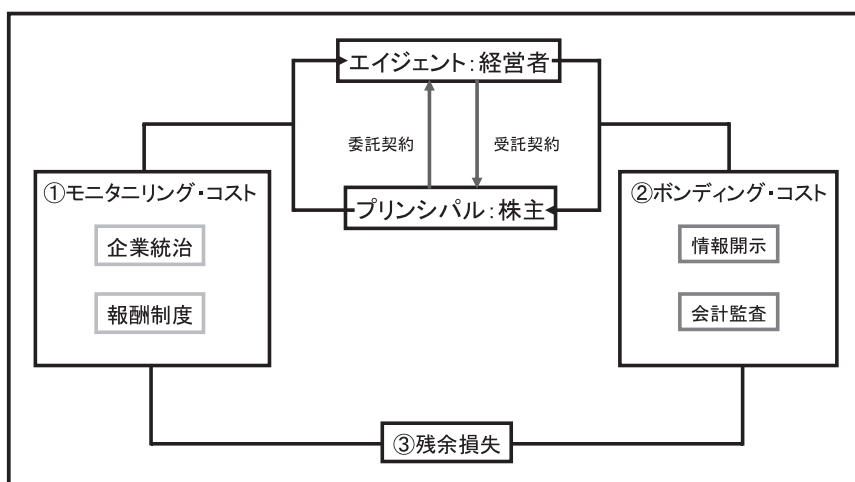 エイジェント：経営者
委託契約
受託契約
プリンシパル：株主
①モニタニリング・コスト
企業統治
報酬制度
②ボンディング・コスト
情報開示
会計監査
③残余損失